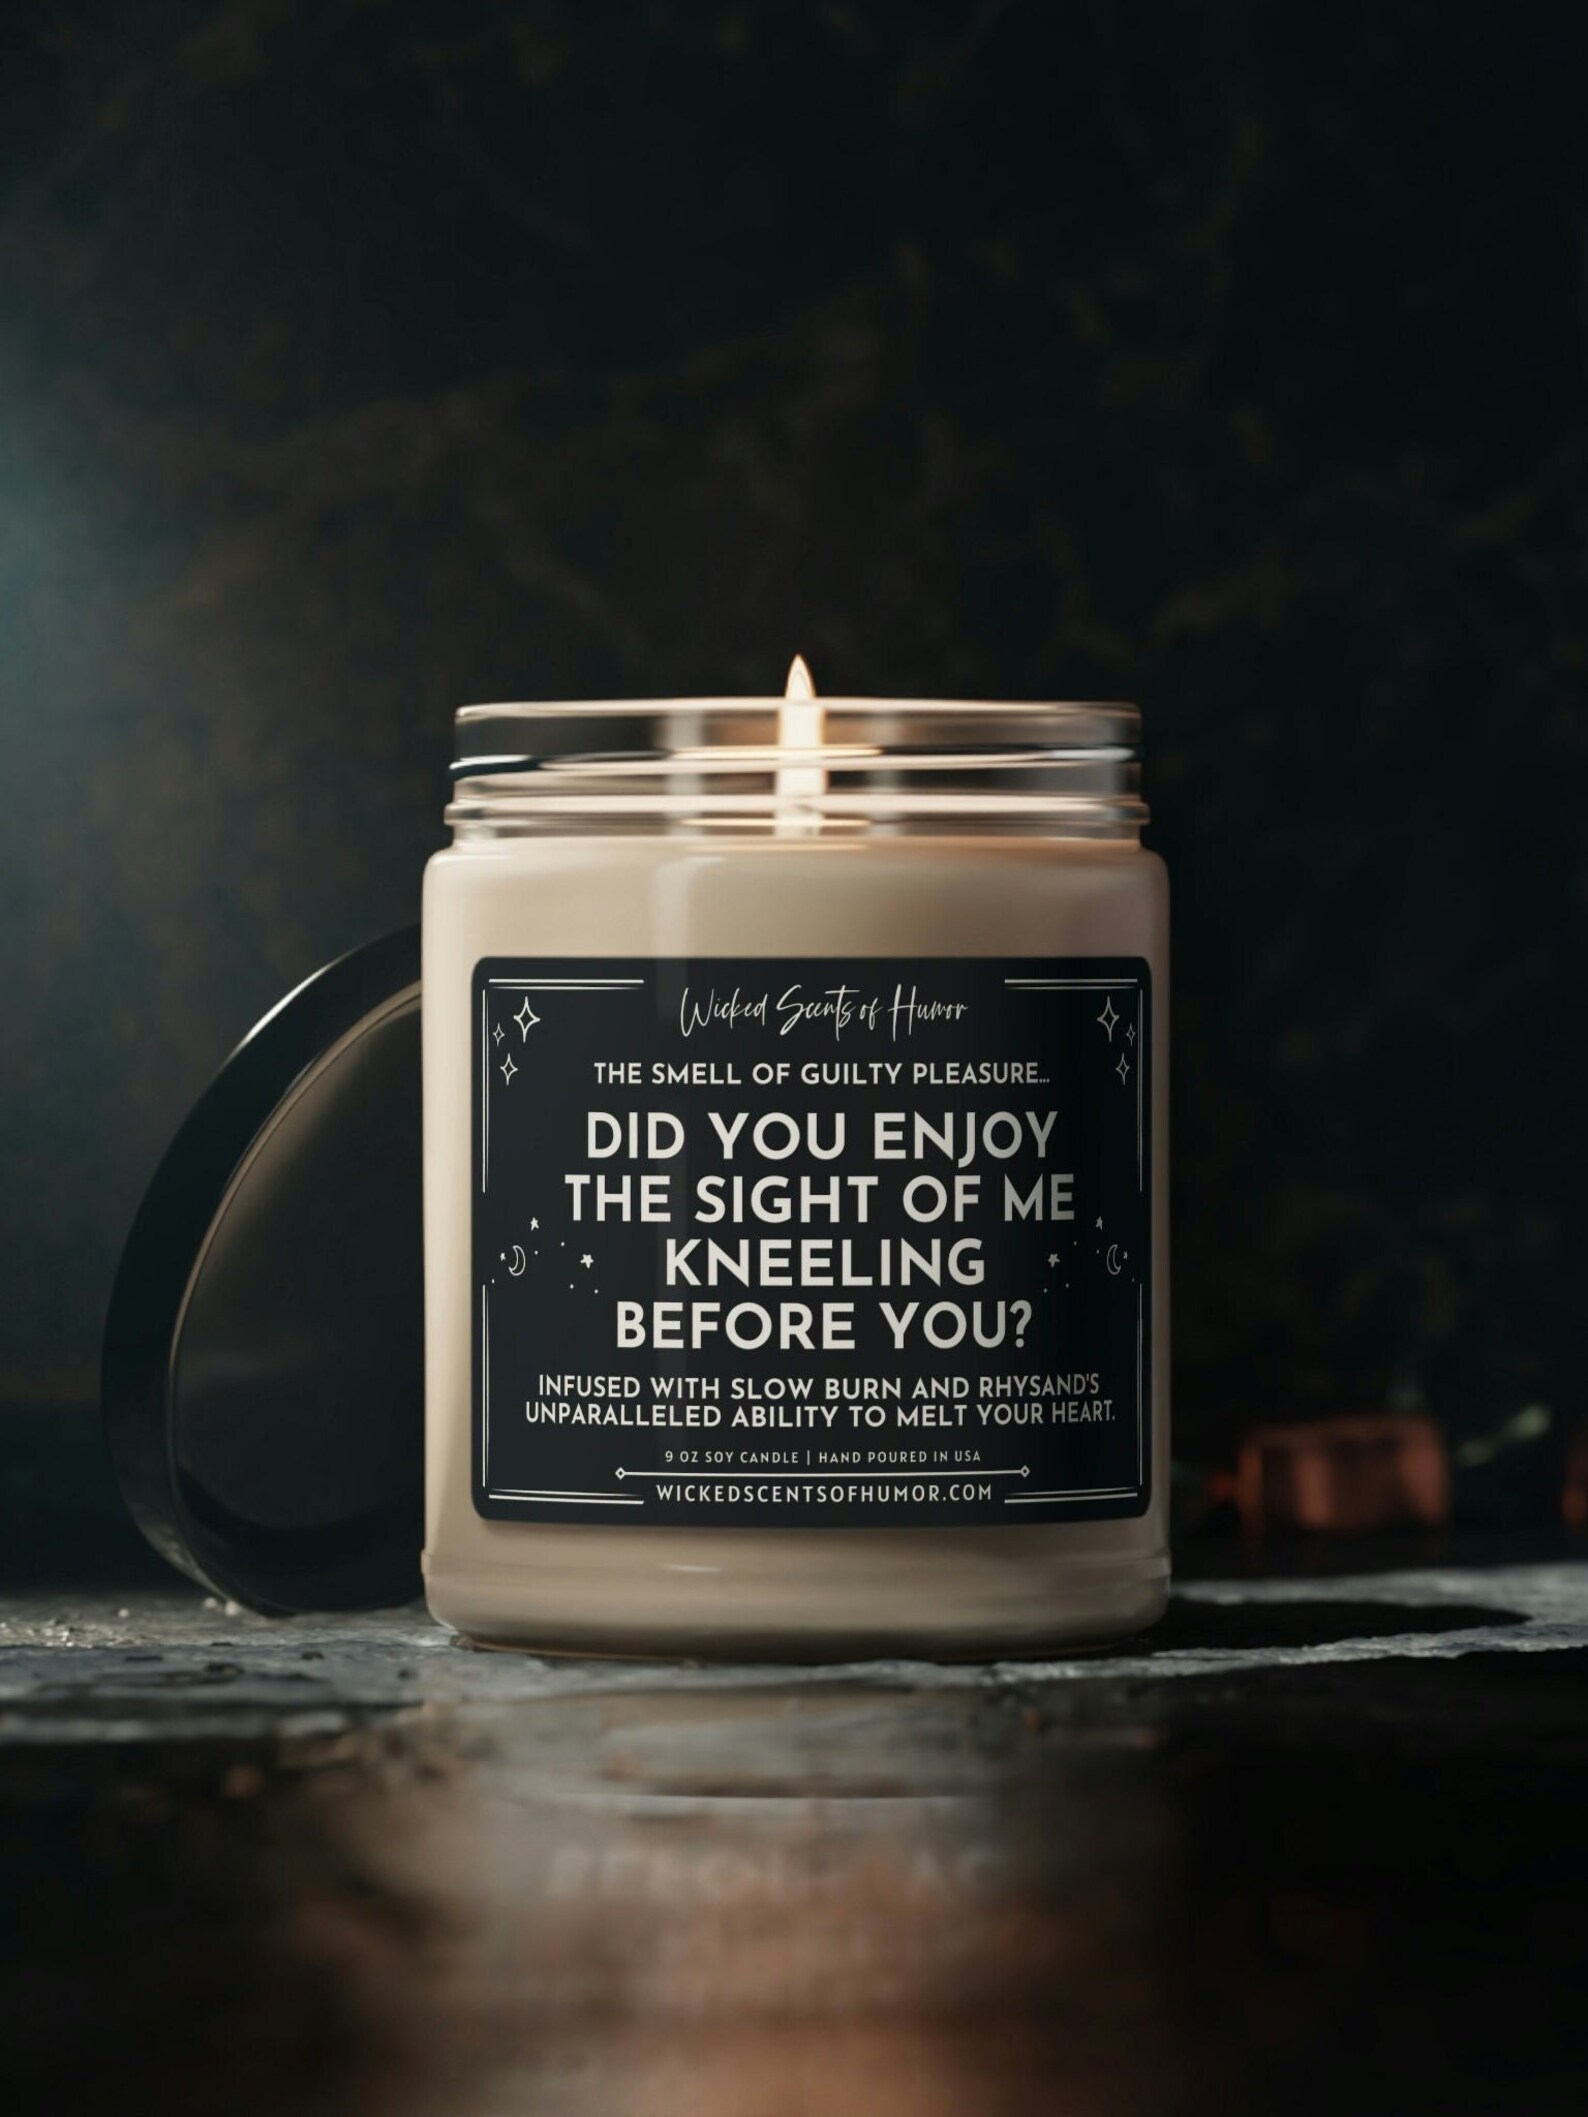 Wicked Scents of Humor
THE SMELL OF GUILTY PLEASURE...
DID YOU ENJOY
THE SIGHT OF ME
KNEELING
BEFORE YOU?
INFUSED WITH SLOW BURN AND RHYSAND'S
UNPARALLELED ABILITY TO MELT YOUR HEART.
9 OZ SOY CANDLE | HAND POURED IN USA
WICKEDSCENTSOFHUMOR.COM